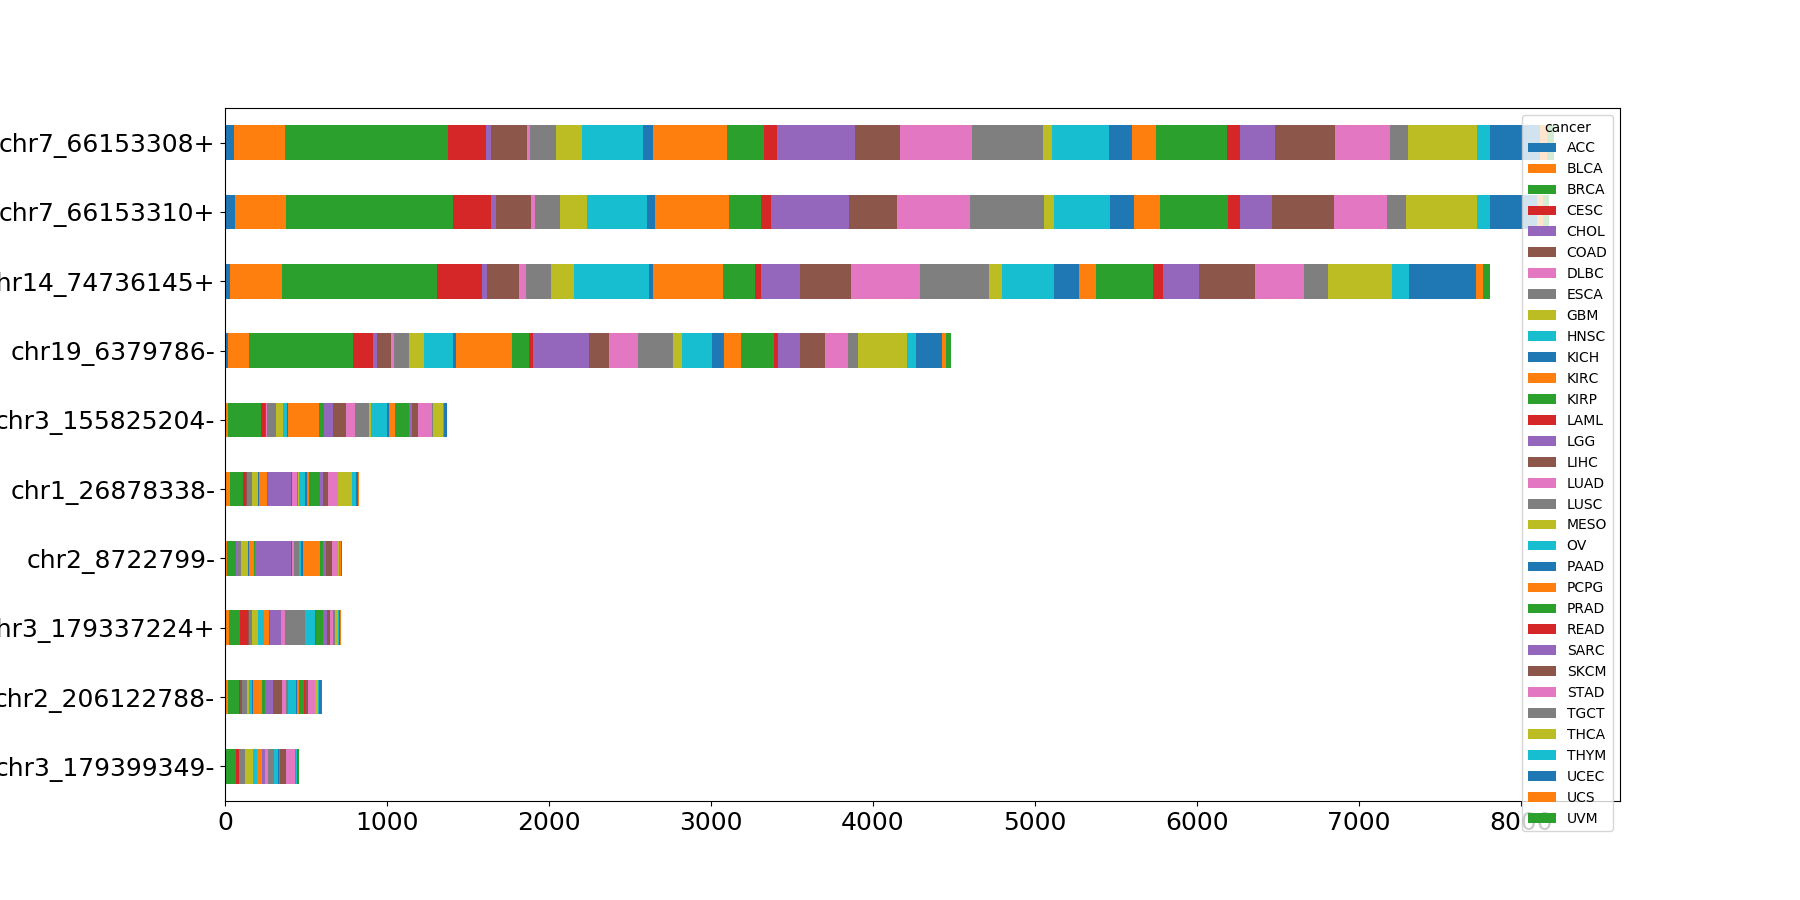 chr7_66153308+
chr7_66153310+
hr14_74736145+
chr19_6379786-
chr3_155825204-
chr1_26878338-
chr2_8722799-
hr3_179337224+
chr2_206122788-
chr3_179399349-
0 1000 2000 3000 4000 5000 6000 7000 8000
cancer
ACC
BLCA
BRCA
CESC
CHOL
COAD
DLBC
ESCA
GBM
HNSC
KICH
KIRC
KIRP
LAML
LGG
LIHC
LUAD
LUSC
MESO
OV
PAAD
PCPG
PRAD
READ
SARC
SKCM
STAD
TGCT
THCA
THYM
UCEC
UCS
UVM